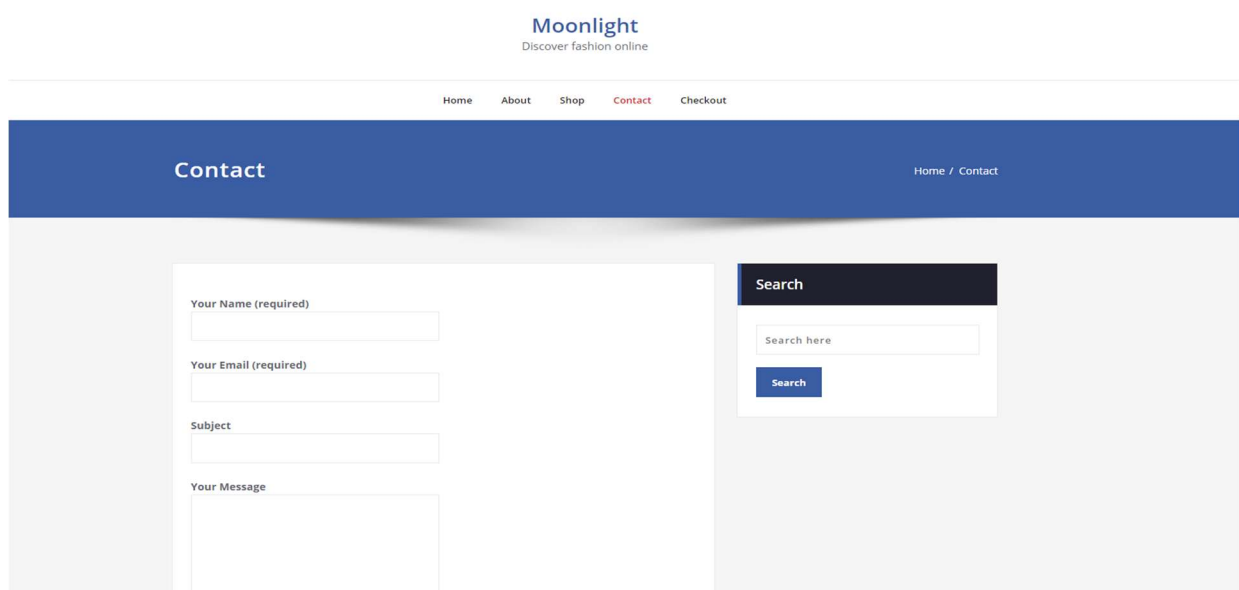 Moonlight
Discover fashion online
Home About Shop Contact Checkout
Contact
Home / Contact
Your Name (required)
Your Email (required)
Subject
Your Message
Search
Search here
Search